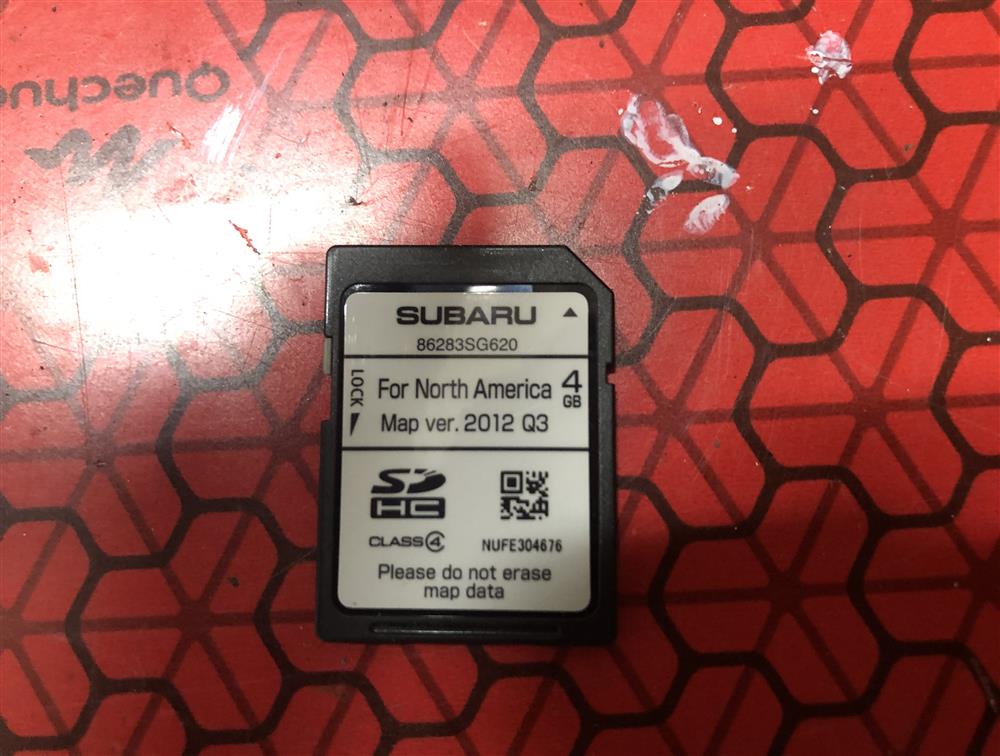 Quechua
SUBARU
86283SG620
LOCK
For North America 4
GB
Map ver. 2012 Q3
SD
HC
CLASS 4
NUFE304676
Please do not erase
map data